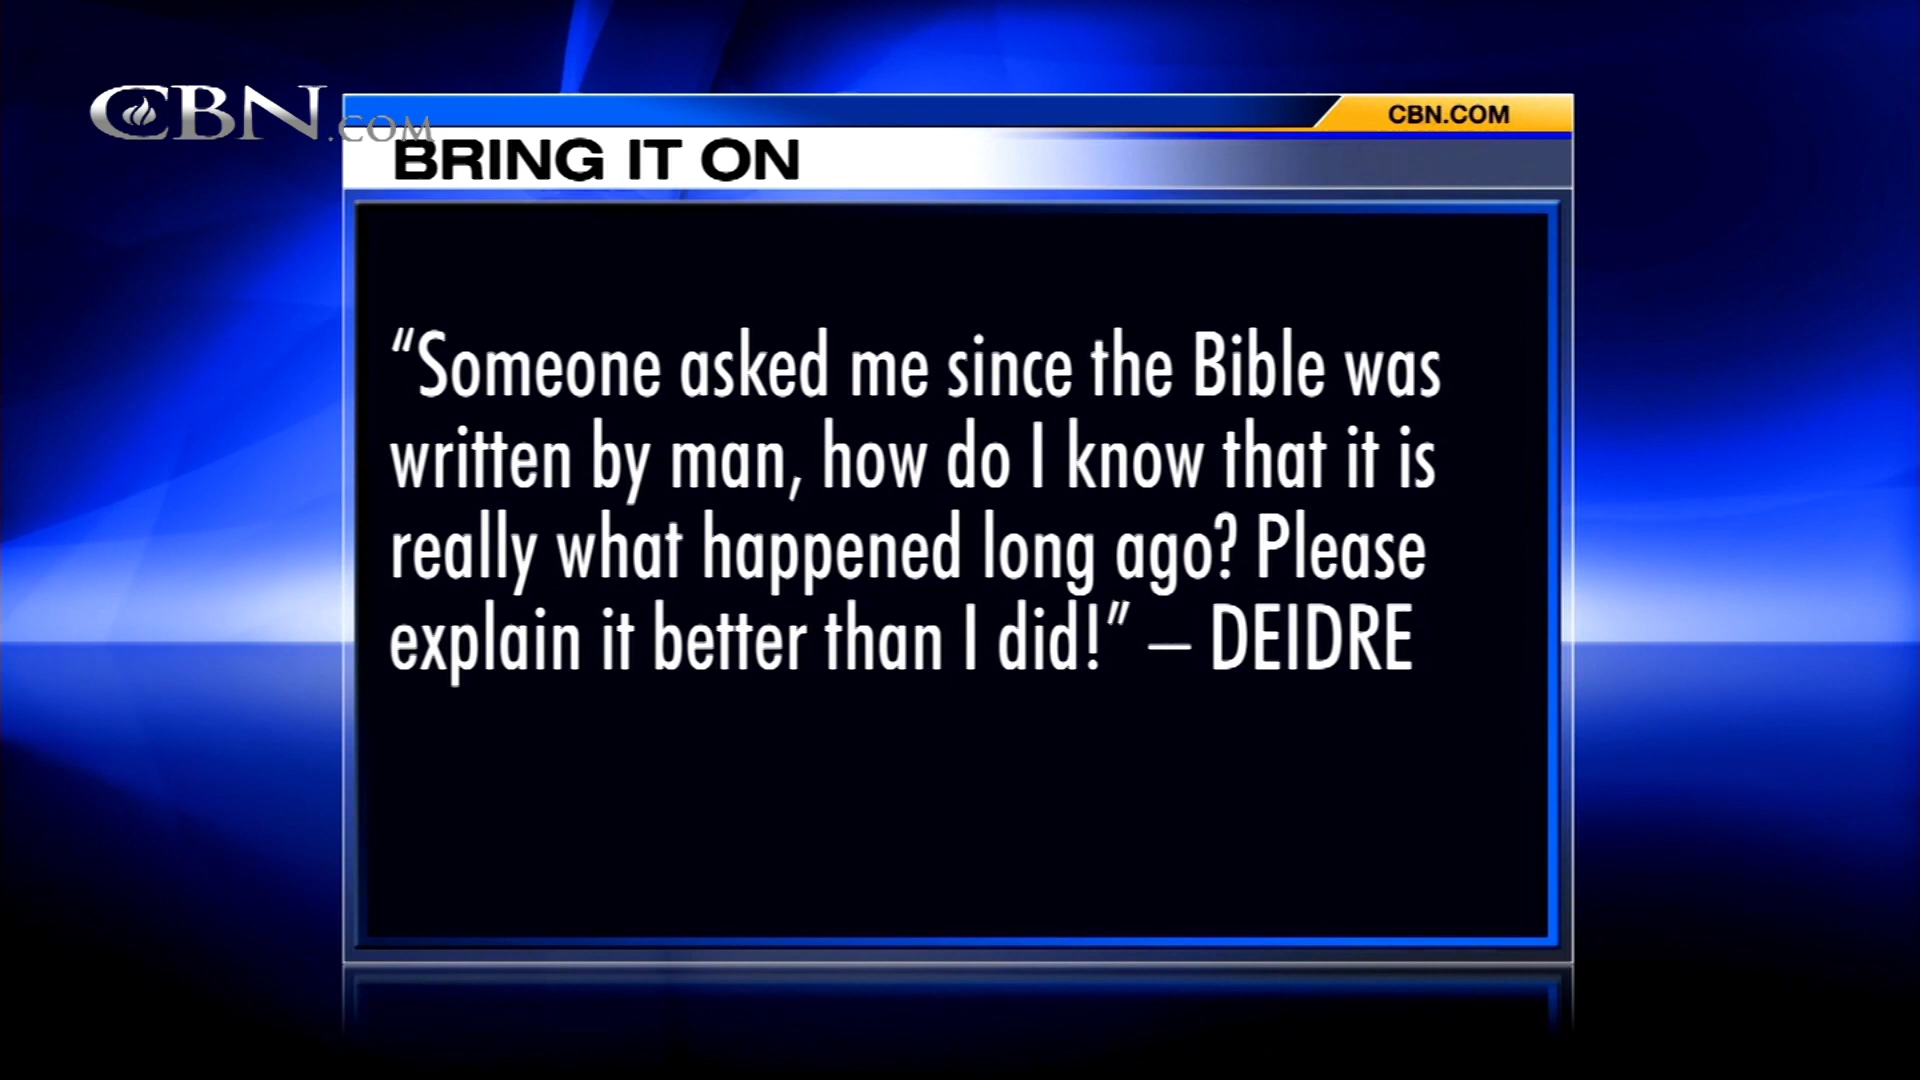 CBN.COM
CBN.COM
BRING IT ON
“Someone asked me since the Bible was
written by man, how do I know that it is
really what happened long ago? Please
explain it better than I did!” – DEIDRE